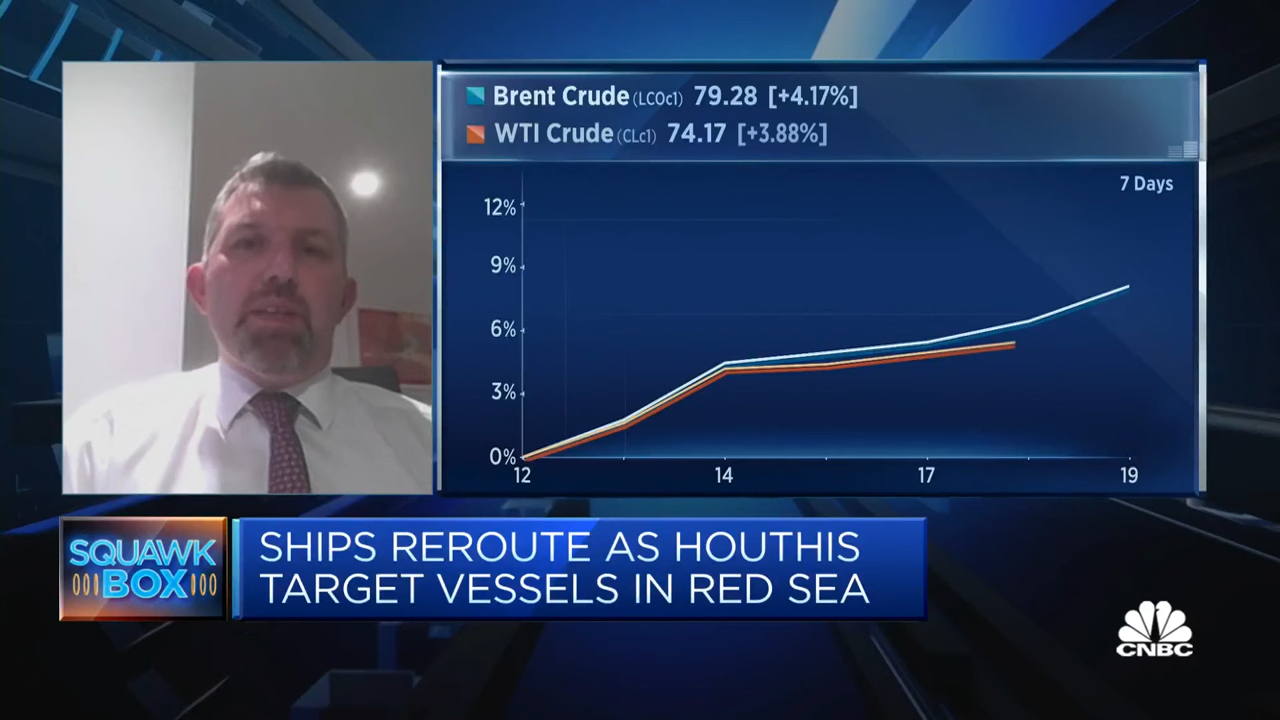 Brent Crude (LCOc1) 79.28 [+4.17%]
WTI Crude (CLc1) 74.17 [+3.88%]
7 Days
12%
9%
6%
3%
0%
12 14 17 19
SQUAWK
BOX
SHIPS REROUTE AS HOUTHIS
TARGET VESSELS IN RED SEA
CNBC